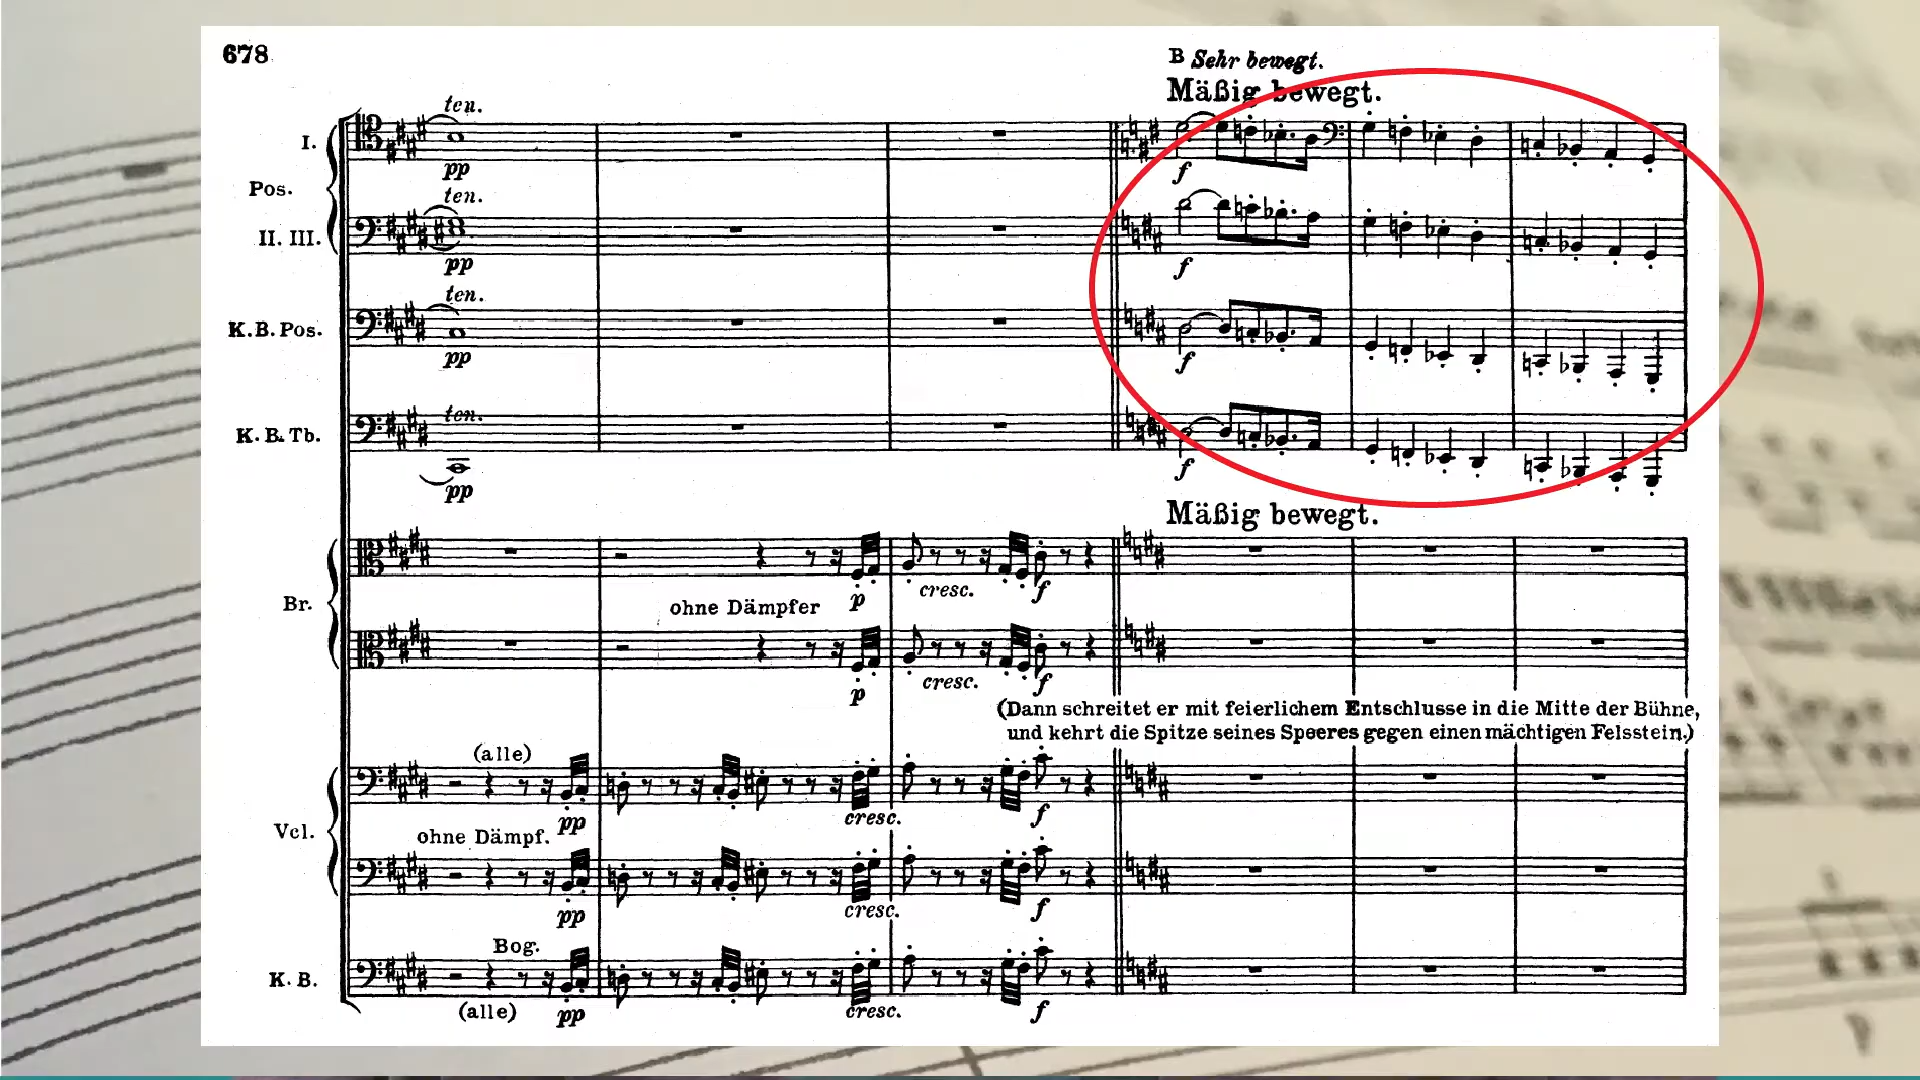 678
B Sehr bewegt.
Mäßig bewegt.
ten.
I.
pp
f
Pos.
ten.
II. III.
pp
f
ten.
K.B.Pos.
pp
f
ten.
K.B.Tb.
pp
f
Mäßig bewegt.
cresc.
p
f
Br.
ohne Dämpfer
cresc.
p
f
(Dann schreitet er mit feierlichem Entschlusse in die Mitte der Bühne,
und kehrt die Spitze seines Speeres gegen einen mächtigen Felsstein.)
(alle)
pp
cresc.
f
Vcl.
ohne Dämpf.
pp
cresc.
f
Bog.
K.B.
(alle)
pp
cresc.
f